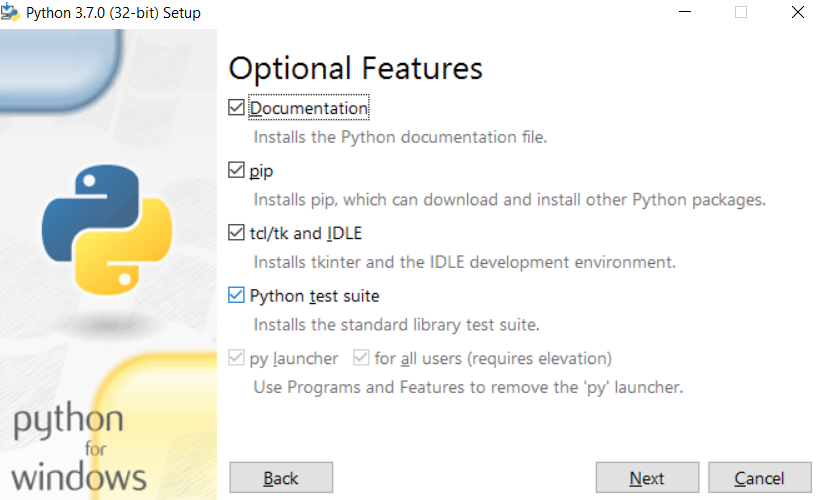 Python 3.7.0 (32-bit) Setup
Optional Features
Documentation
Installs the Python documentation file.
pip
Installs pip, which can download and install other Python packages.
tcl/tk and IDLE
Installs tkinter and the IDLE development environment.
Python test suite
Installs the standard library test suite.
py launcher for all users (requires elevation)
Use Programs and Features to remove the 'py' launcher.
python
for
windows
Back Next Cancel